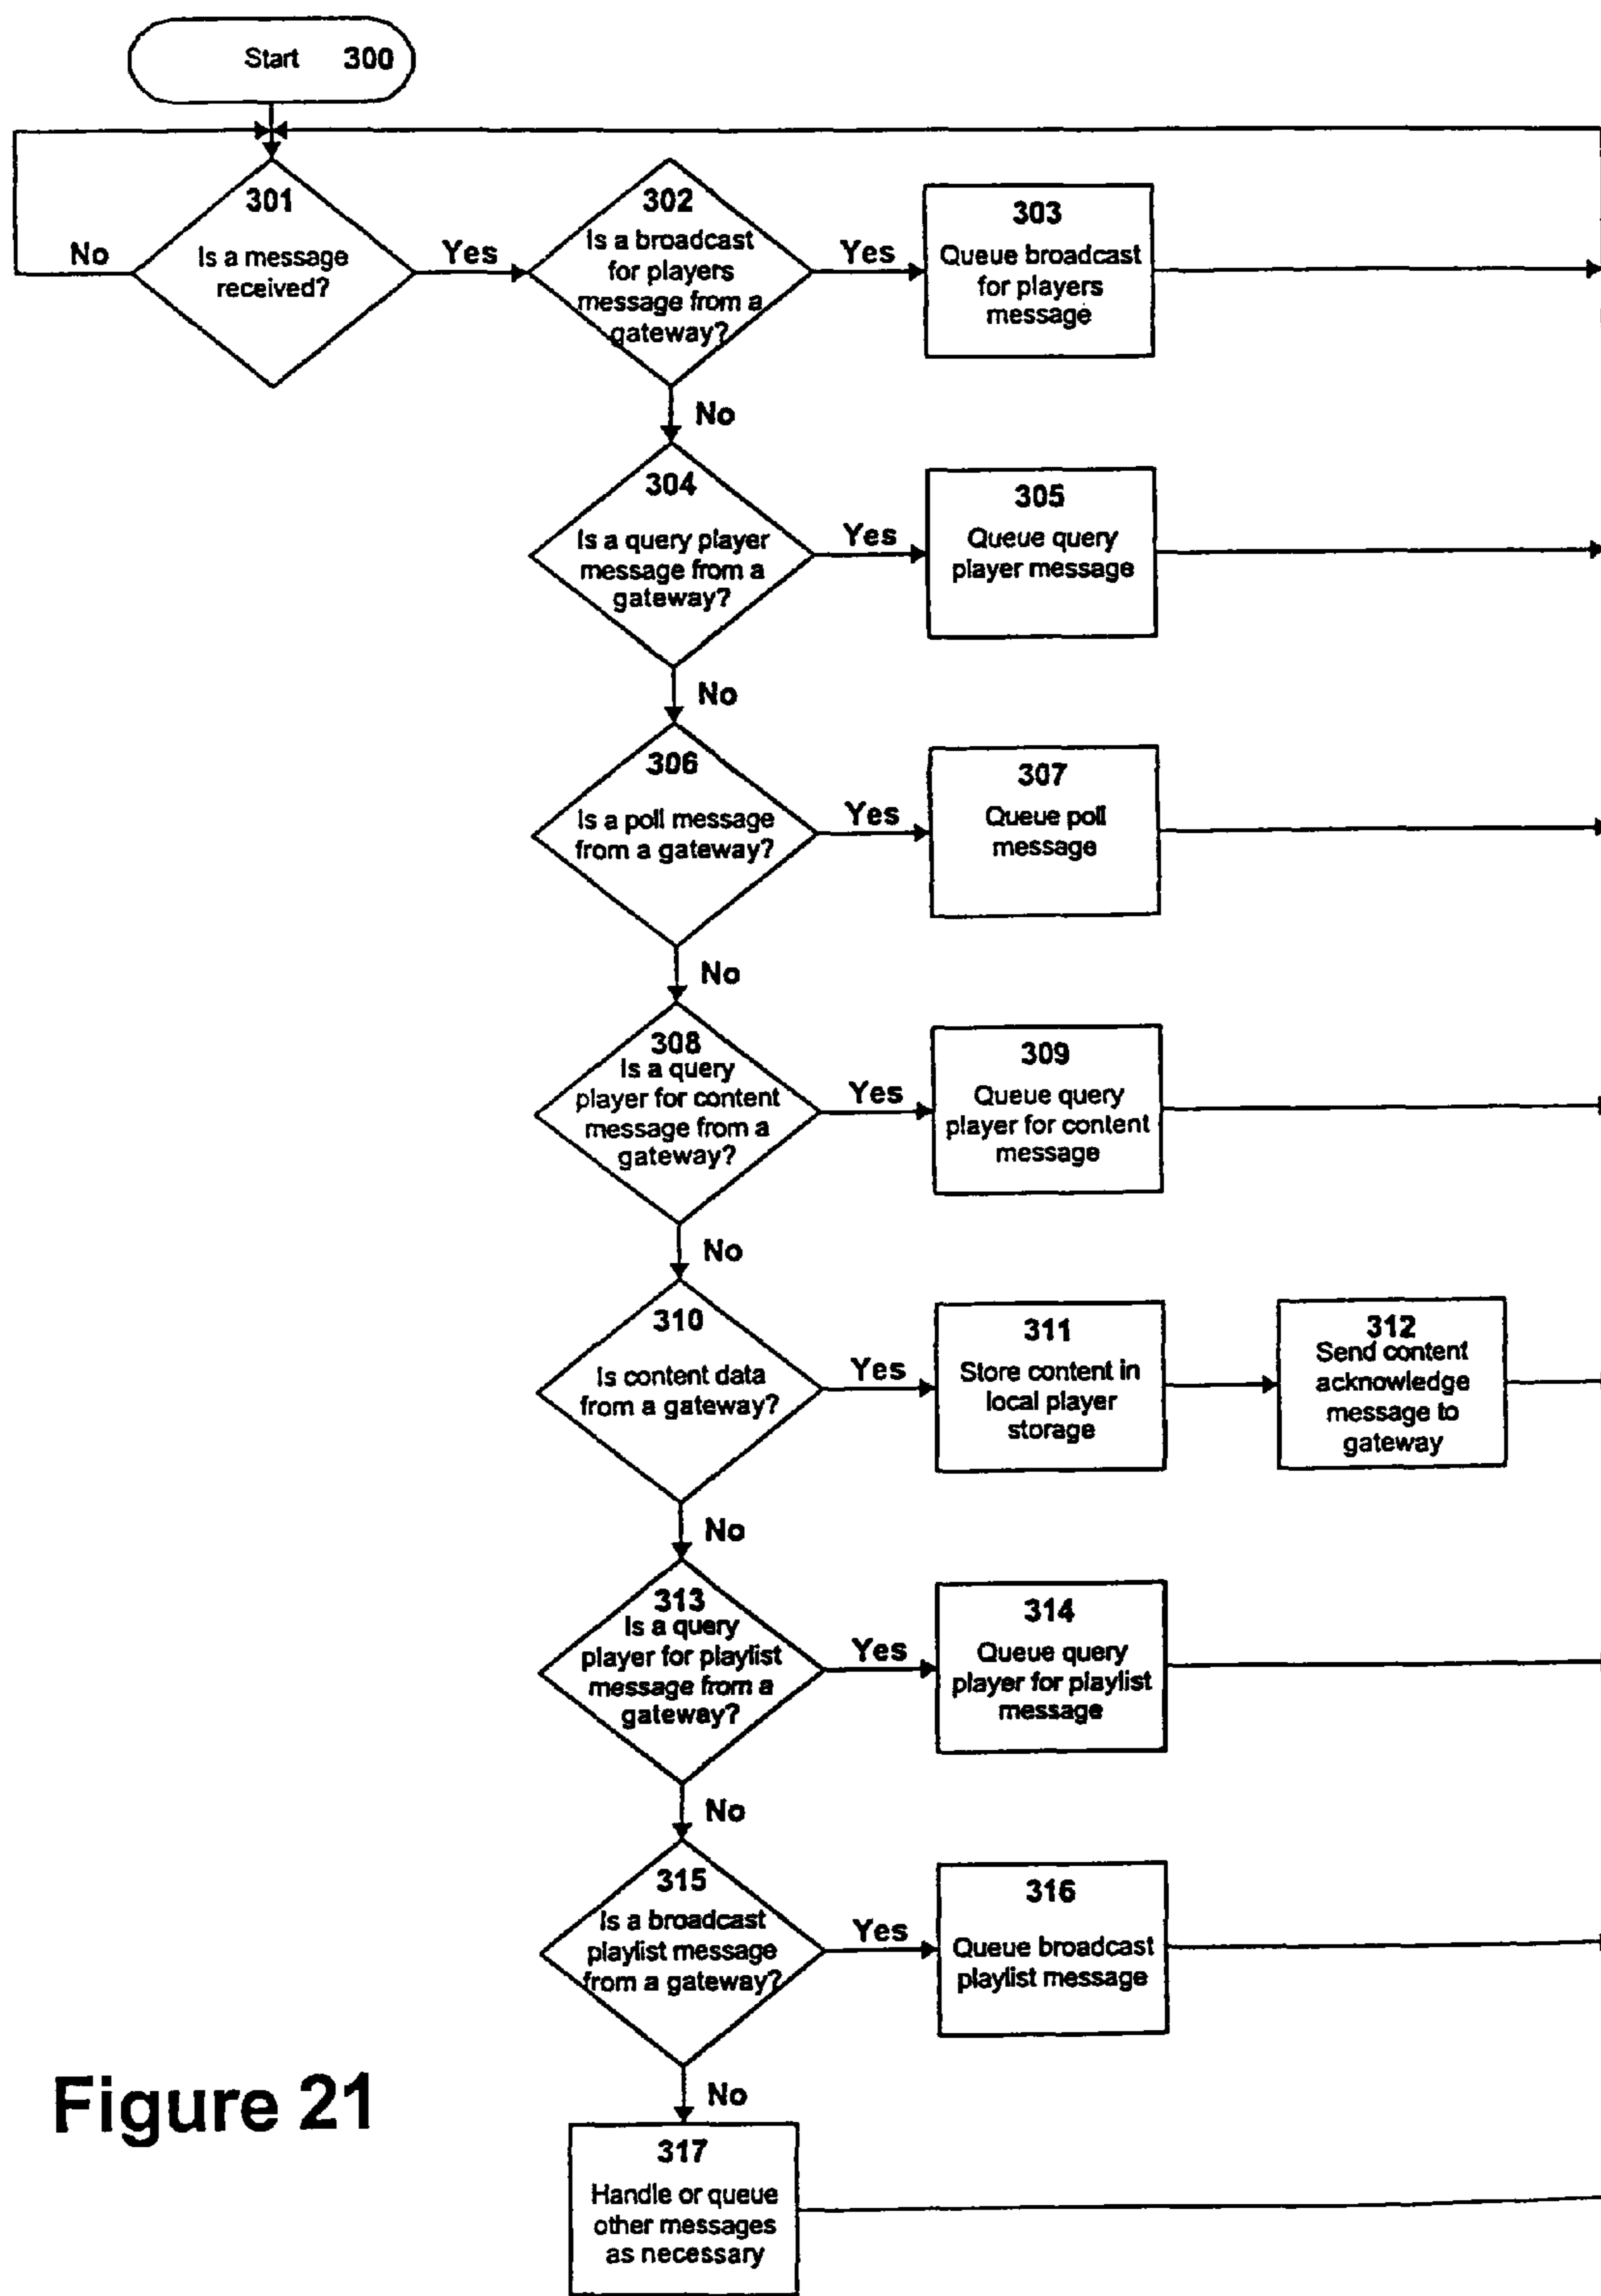 Start 300
301
Is a message
received?
No
Yes
302
Is a broadcast
for players
message from a
gateway?
Yes
303
Queue broadcast
for players
message
No
304
Is a query player
message from a
gateway?
Yes
305
Queue query
player message
No
306
Is a poll message
from a gateway?
Yes
307
Queue poll
message
No
308
Is a query
player for content
message from a
gateway?
Yes
309
Queue query
player for content
message
No
310
Is content data
from a gateway?
Yes
311
Store content in
local player
storage
312
Send content
acknowledge
message to
gateway
No
313
Is a query
player for playlist
message from a
gateway?
Yes
314
Queue query
player for playlist
message
No
315
Is a broadcast
playlist message
from a gateway?
Yes
316
Queue broadcast
playlist message
No
317
Handle or queue
other messages
as necessary
Figure 21